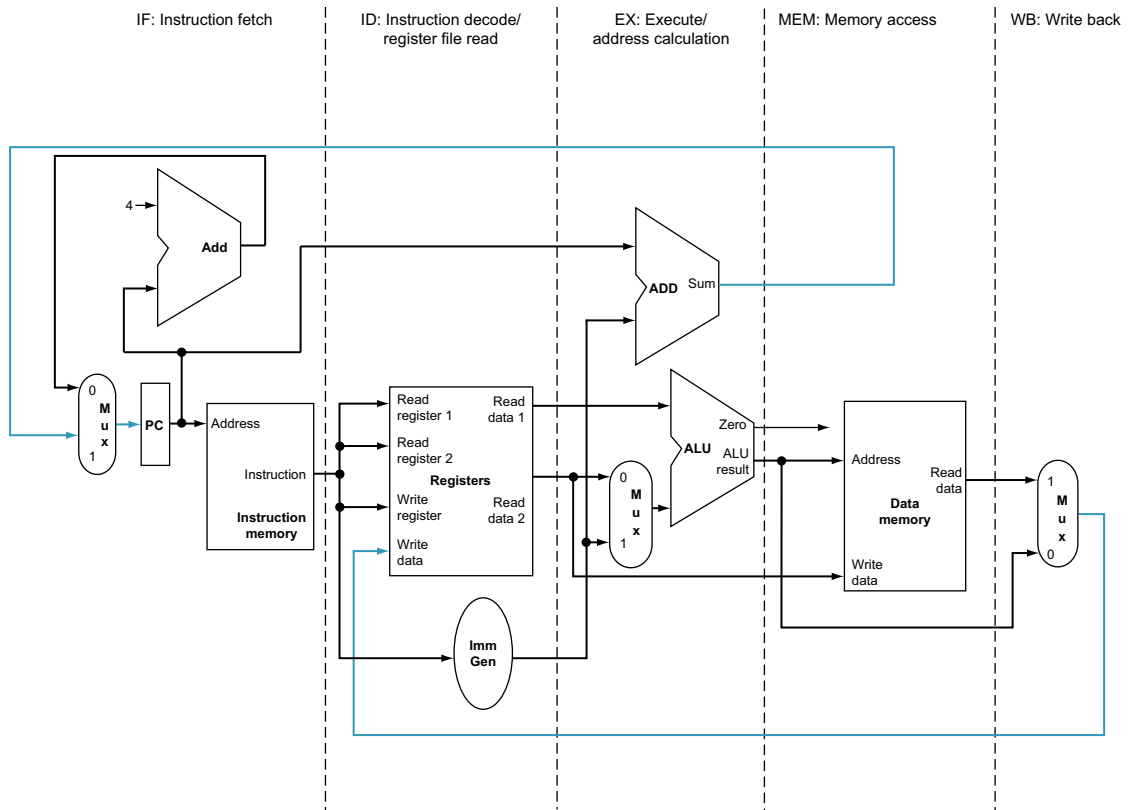 IF: Instruction fetch
ID: Instruction decode/
register file read
EX: Execute/
address calculation
MEM: Memory access
WB: Write back
4
Add
ADD
Sum
0
M
u
x
1
PC
Address
Instruction
Instruction
memory
Read
register 1
Read
register 2
Write
register
Write
data
Registers
Read
data 1
Read
data 2
Imm
Gen
0
M
u
x
1
Zero
ALU
ALU
result
Address
Read
data
Data
memory
Write
data
1
M
u
x
0